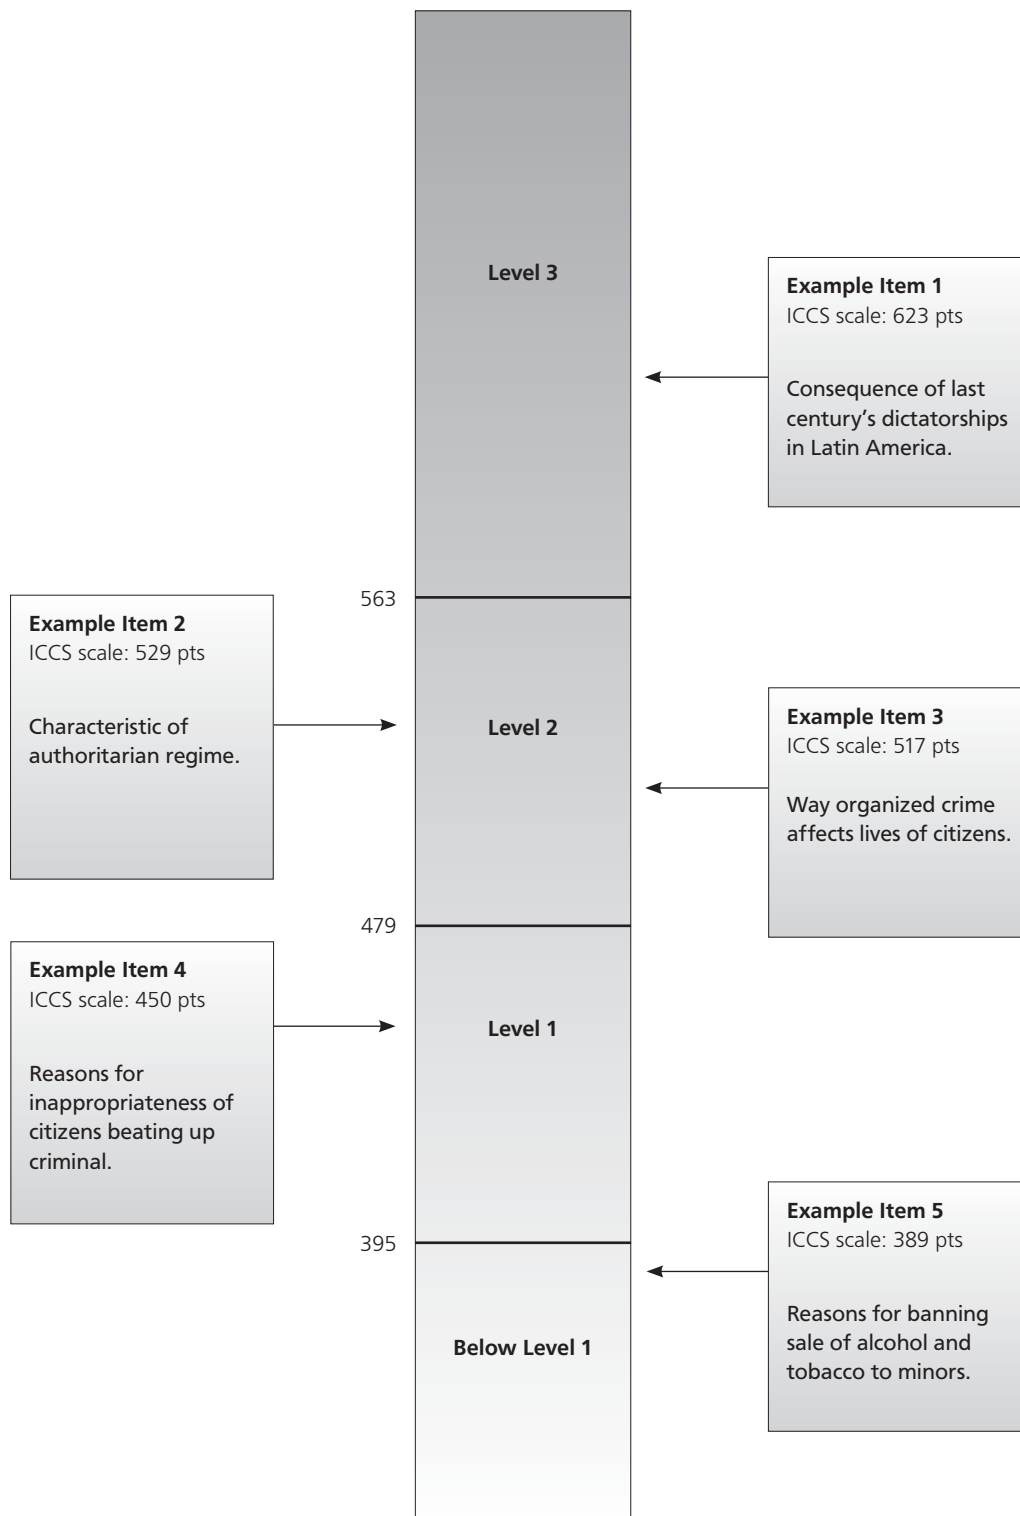 Level 3
Example Item 1
ICCS scale: 623 pts
Consequence of last
century’s dictatorships
in Latin America.
563
Example Item 2
ICCS scale: 529 pts
Characteristic of
authoritarian regime.
Level 2
Example Item 3
ICCS scale: 517 pts
Way organized crime
affects lives of citizens.
479
Example Item 4
ICCS scale: 450 pts
Reasons for
inappropriateness of
citizens beating up
criminal.
Level 1
395
Example Item 5
ICCS scale: 389 pts
Reasons for banning
sale of alcohol and
tobacco to minors.
Below Level 1